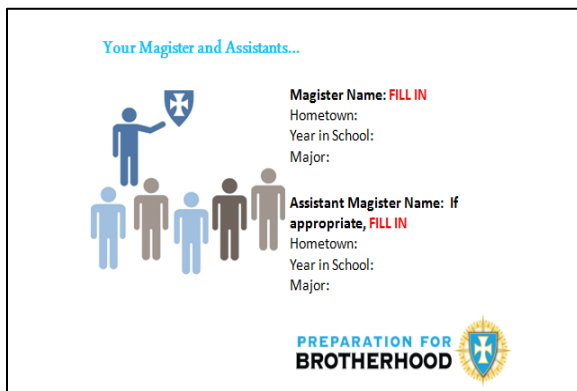 Your Magister and Assistants...
Magister Name: FILL IN
Hometown:
Year in School:
Major:
Assistant Magister Name: If
appropriate, FILL IN
Hometown:
Year in School:
Major:
PREPARATION FOR
BROTHERHOOD